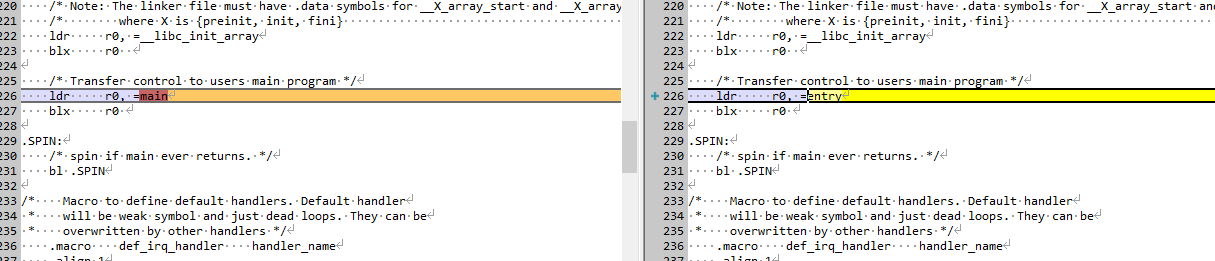 220 /* Note: The linker file must have .data symbols for __X_array_start and __X_array
221 /* where X is {preinit, init, fini}
222 ldr r0, =__libc_init_array
223 blx r0
224
225 /* Transfer control to users main program */
226 ldr r0, =main
227 blx r0
228
229 .SPIN:
230 /* spin if main ever returns. */
231 bl .SPIN
232
233 /* Macro to define default handlers. Default handler
234 * will be weak symbol and just dead loops. They can be
235 * overwritten by other handlers */
236 .macro def_irq_handler handler_name
237 .align 1
220 /* Note: The linker file must have .data symbols for __X_array_start an
221 /* where X is {preinit, init, fini}
222 ldr r0, =__libc_init_array
223 blx r0
224
225 /* Transfer control to users main program */
226 ldr r0, =entry
227 blx r0
228
229 .SPIN:
230 /* spin if main ever returns. */
231 bl .SPIN
232
233 /* Macro to define default handlers. Default handler
234 * will be weak symbol and just dead loops. They can be
235 * overwritten by other handlers */
236 .macro def_irq_handler handler_name
237 .align 1